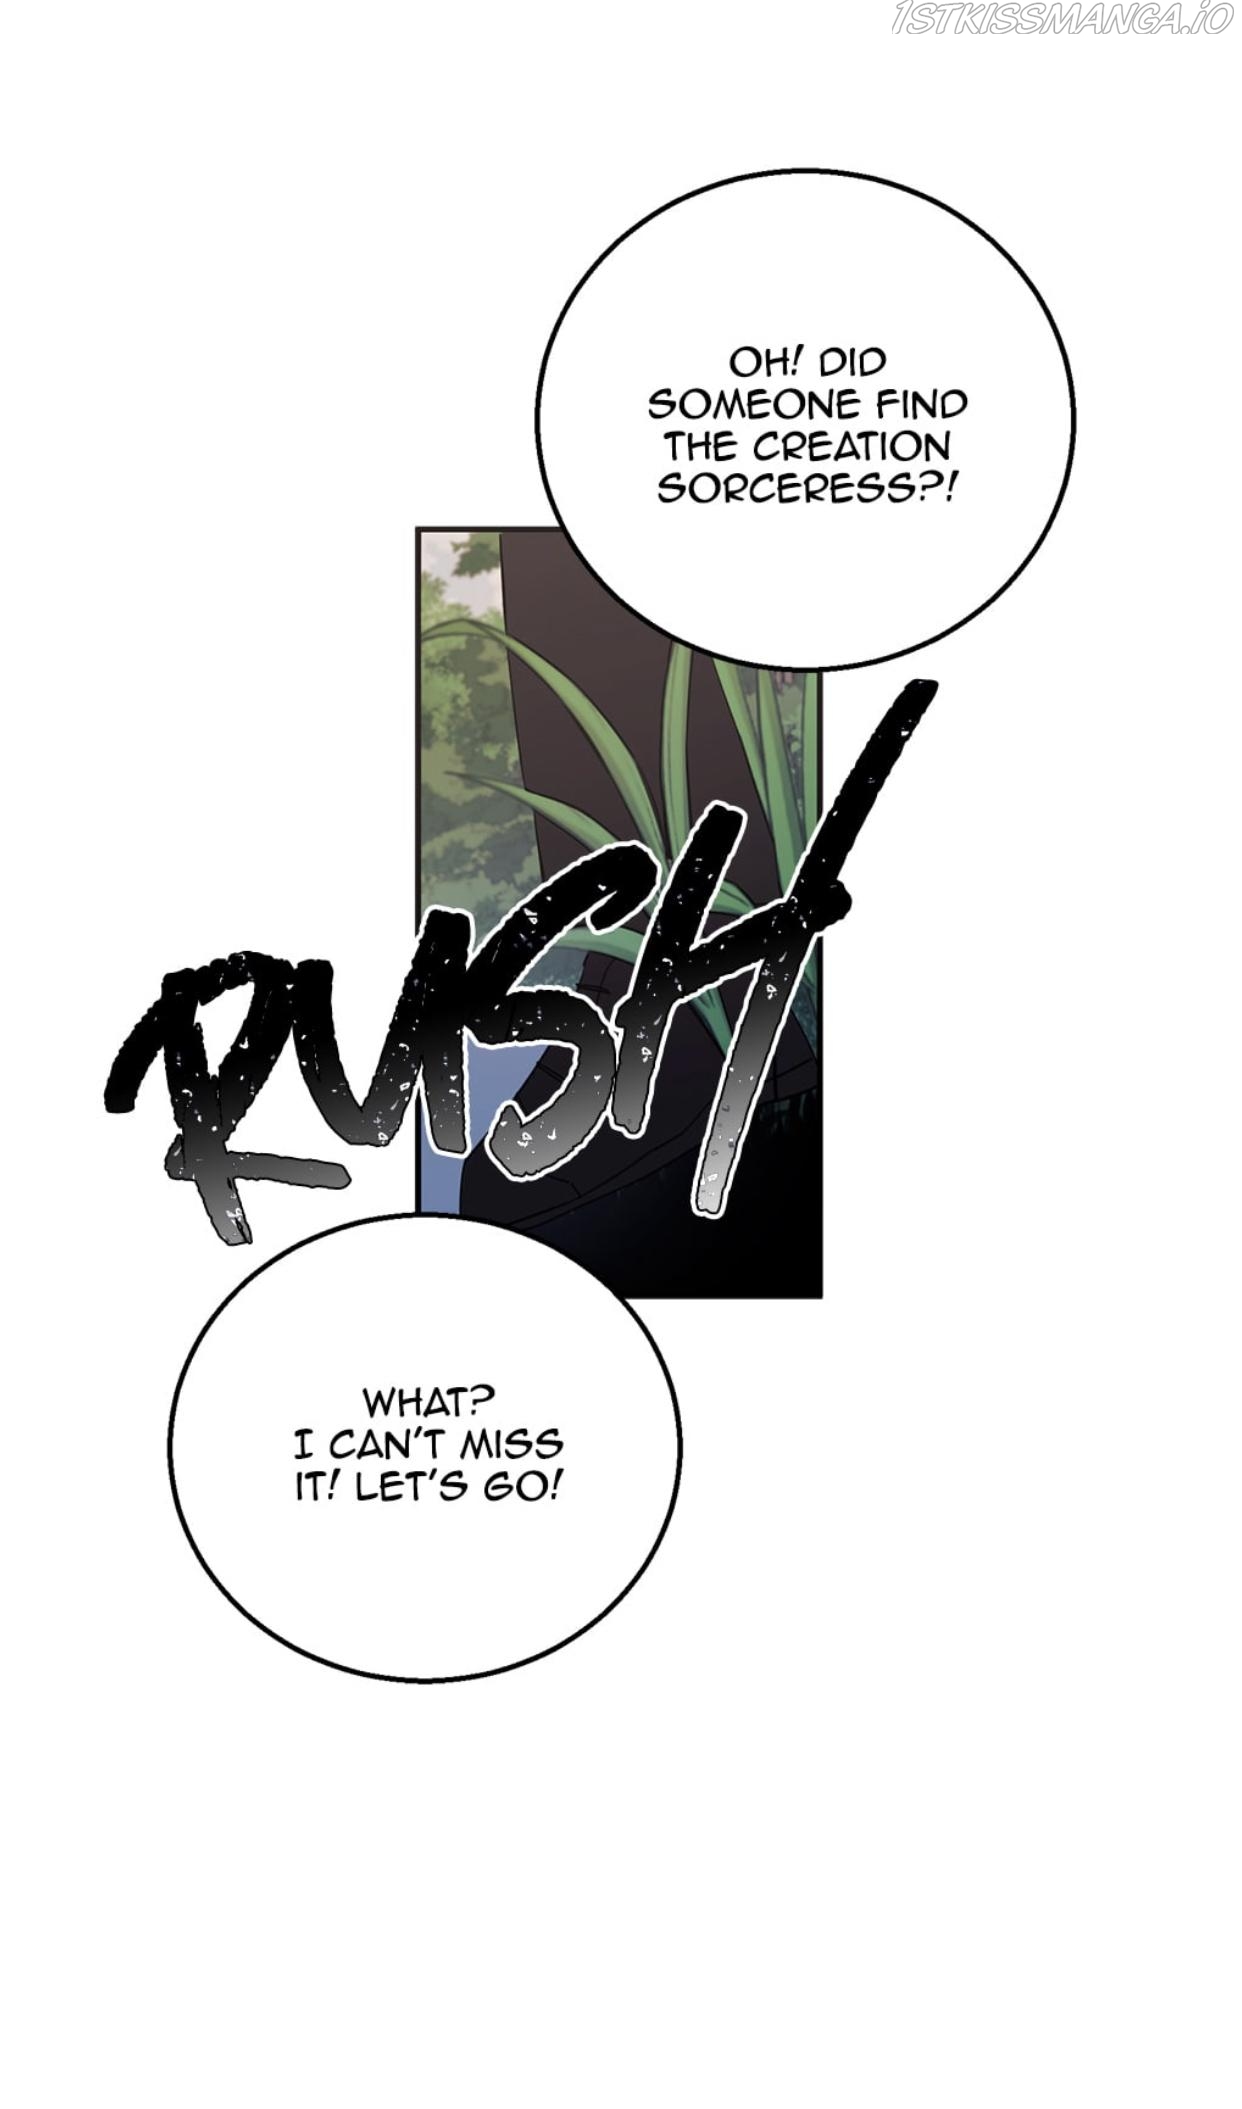 1STKISSMANGA.iO
OH! DID
SOMEONE FIND
THE CREATION
SORCERESS?!
RUSH
WHAT?
I CAN'T MISS
IT! LET'S GO!